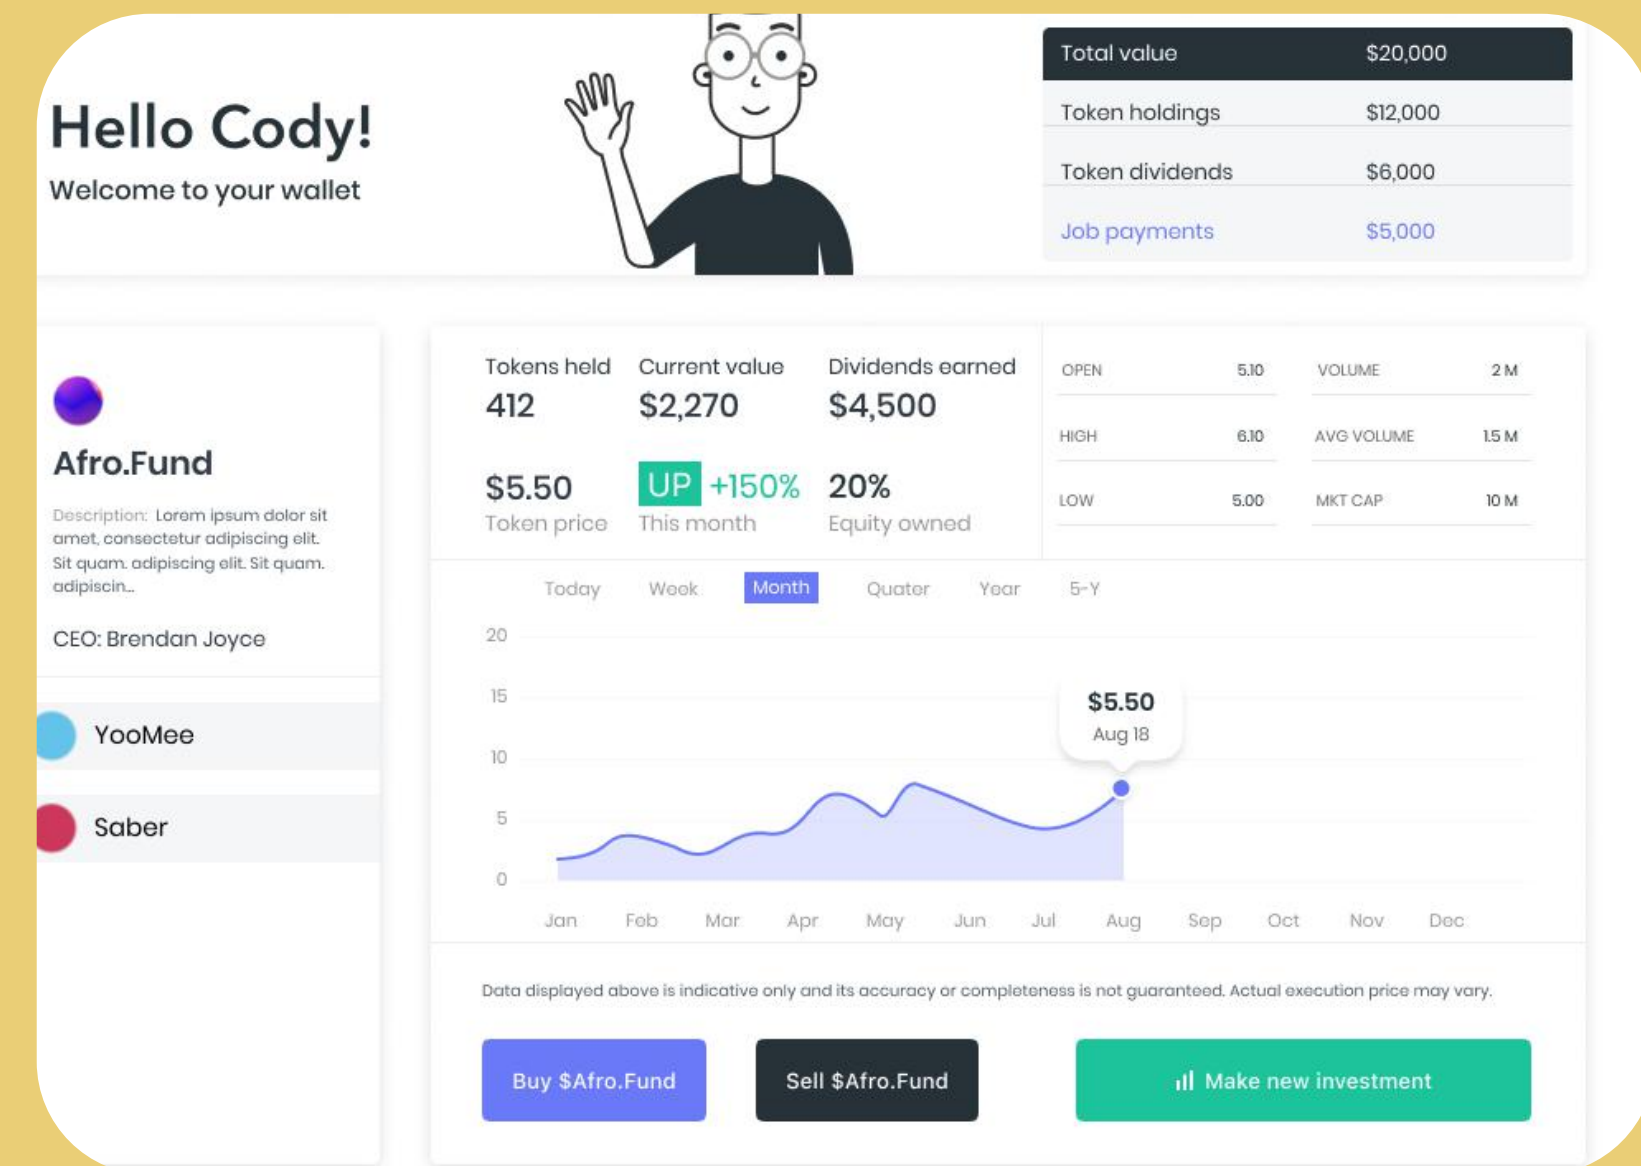 Hello Cody!
Welcome to your wallet
Total value $20,000
Token holdings $12,000
Token dividends $6,000
Job payments $5,000
Afro.Fund
Description: Lorem ipsum dolor sit
amet, consectetur adipiscing elit.
Sit quam. adipiscing elit. Sit quam.
adipiscin...
CEO: Brendan Joyce
YooMee
Saber
Tokens held Current value Dividends earned
412 $2,270 $4,500
$5.50 UP +150% 20%
Token price This month Equity owned
OPEN 5.10 VOLUME 2 M
HIGH 6.10 AVG VOLUME 1.5 M
LOW 5.00 MKT CAP 10 M
Today Week Month Quater Year 5-Y
20
15
10
5
0
$5.50
Aug 18
Jan Feb Mar Apr May Jun Jul Aug Sep Oct Nov Dec
Data displayed above is indicative only and its accuracy or completeness is not guaranteed. Actual execution price may vary.
Buy $Afro.Fund Sell $Afro.Fund Make new investment